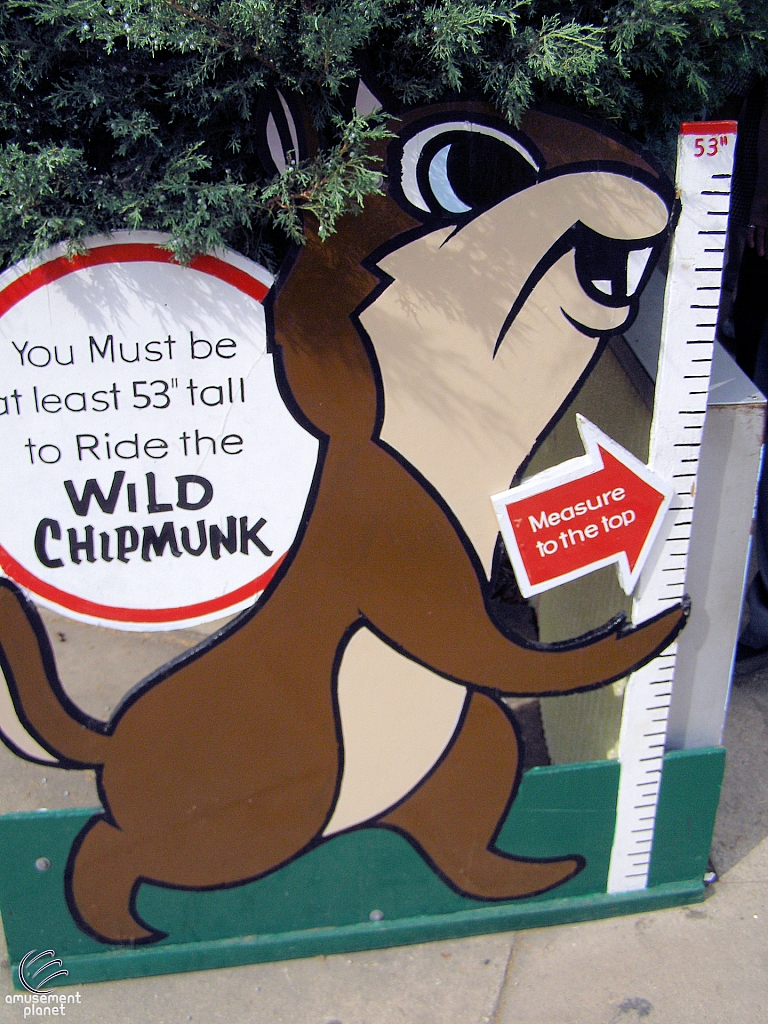 53"
You Must be
at least 53" tall
to Ride the
WILD
CHIPMUNK
Measure
to the top
amusement
planet